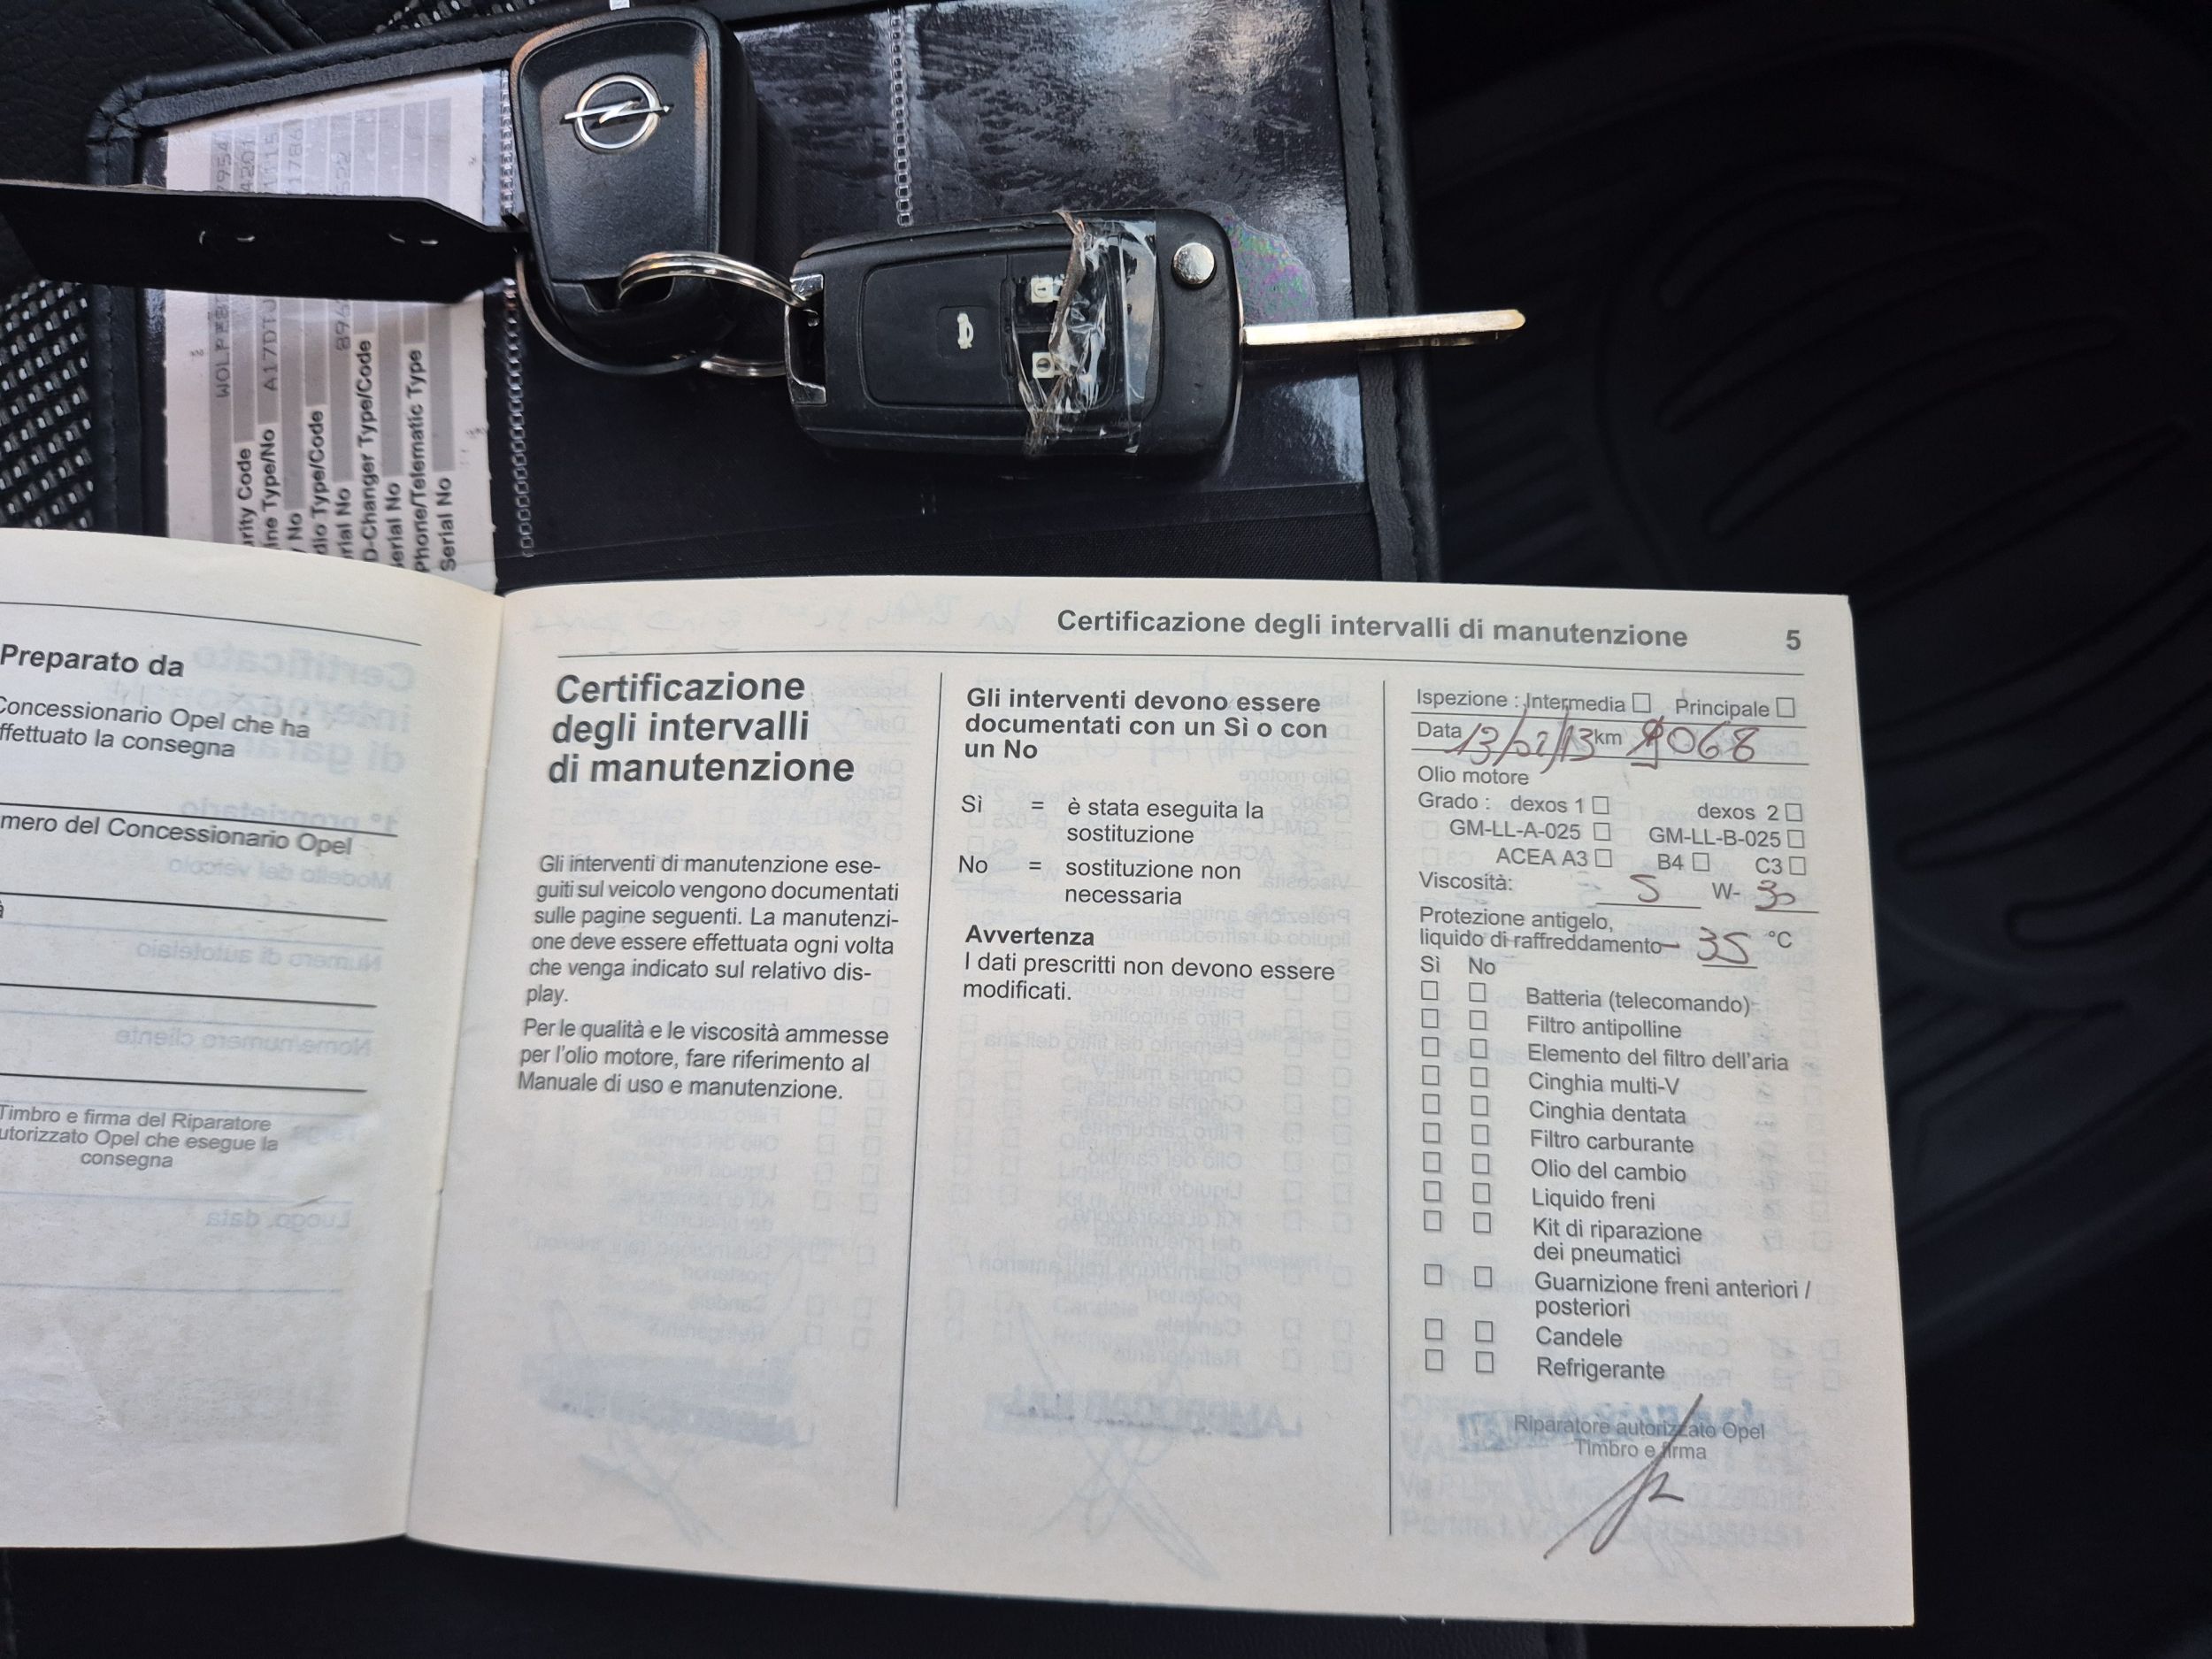 7954
4201
1115
11786
WOLPE8
A17DTJ
896
522
urity Code
ine Type/No
No
dio Type/Code
rial No
D-Changer Type/Code
Serial No
Phone/Telematic Type
Serial No
Preparato da
Concessionario Opel che ha
effettuato la consegna
mero del Concessionario Opel
Timbro e firma del Riparatore
utorizzato Opel che esegue la
consegna
Certificazione degli intervalli di manutenzione 5
Certificazione
degli intervalli
di manutenzione
Gli interventi di manutenzione ese-
guiti sul veicolo vengono documentati
sulle pagine seguenti. La manutenzi-
one deve essere effettuata ogni volta
che venga indicato sul relativo dis-
play.
Per le qualità e le viscosità ammesse
per l'olio motore, fare riferimento al
Manuale di uso e manutenzione.
Gli interventi devono essere
documentati con un Sì o con
un No
Sì = è stata eseguita la
sostituzione
No = sostituzione non
necessaria
Avvertenza
I dati prescritti non devono essere
modificati.
Ispezione : Intermedia Principale
Data 13/02/13 km 9068
Olio motore
Grado : dexos 1 dexos 2
GM-LL-A-025 GM-LL-B-025
ACEA A3 B4 C3
Viscosità: 5 W- 30
Protezione antigelo,
liquido di raffreddamento - 35 °C
Sì No
Batteria (telecomando)
Filtro antipolline
Elemento del filtro dell'aria
Cinghia multi-V
Cinghia dentata
Filtro carburante
Olio del cambio
Liquido freni
Kit di riparazione
dei pneumatici
Guarnizione freni anteriori /
posteriori
Candele
Refrigerante
Riparatore autorizzato Opel
Timbro e firma